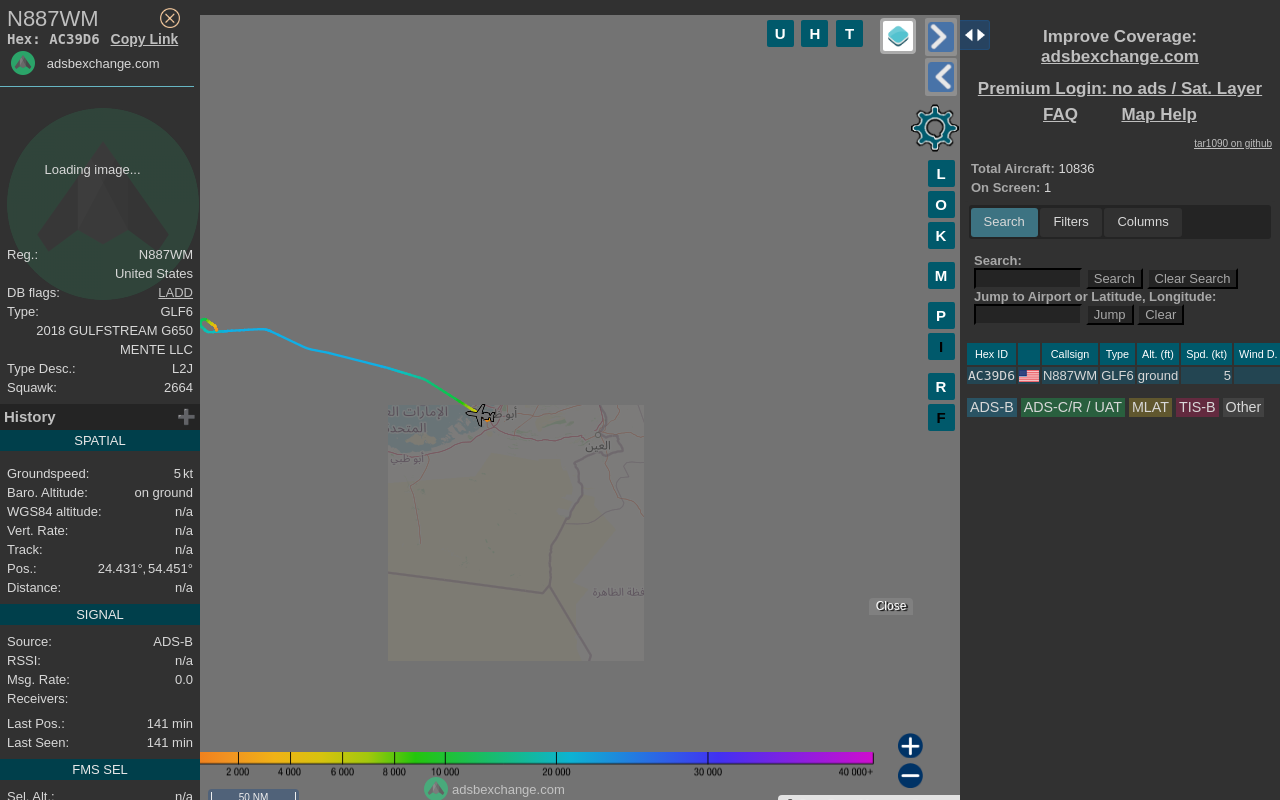 N887WM
Hex: AC39D6 Copy Link
adsbexchange.com
Loading image...
Reg.: N887WM
United States
DB flags: LADD
Type: GLF6
2018 GULFSTREAM G650
MENTE LLC
Type Desc.: L2J
Squawk: 2664
History
SPATIAL
Groundspeed: 5 kt
Baro. Altitude: on ground
WGS84 altitude: n/a
Vert. Rate: n/a
Track: n/a
Pos.: 24.431°, 54.451°
Distance: n/a
SIGNAL
Source: ADS-B
RSSI: n/a
Msg. Rate: 0.0
Receivers:
Last Pos.: 141 min
Last Seen: 141 min
FMS SEL
Sel. Alt.: n/a
U H T
L
O
K
M
P
I
R
F
الإمارات
العين
أبو ظبي
Close
2 000 4 000 6 000 8 000 10 000 20 000 30 000 40 000+
adsbexchange.com
50 NM
Improve Coverage:
adsbexchange.com
Premium Login: no ads / Sat. Layer
FAQ Map Help
tar1090 on github
Total Aircraft: 10836
On Screen: 1
Search Filters Columns
Search:
Search Clear Search
Jump to Airport or Latitude, Longitude:
Jump Clear
Hex ID Callsign Type Alt. (ft) Spd. (kt) Wind D.
AC39D6 N887WM GLF6 ground 5
ADS-B ADS-C/R / UAT MLAT TIS-B Other